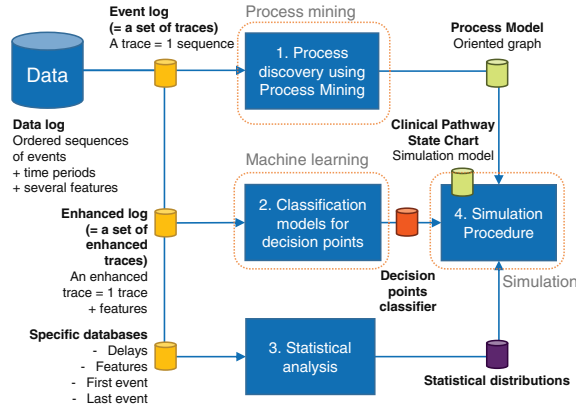 Event log
(= a set of traces)
A trace = 1 sequence
Process mining
1. Process
discovery using
Process Mining
Process Model
Oriented graph
Data
Data log
Ordered sequences
of events
+ time periods
+ several features
Clinical Pathway
State Chart
Simulation model
Machine learning
2. Classification
models for
decision points
4. Simulation
Procedure
Enhanced log
(= a set of
enhanced
traces)
An enhanced
trace = 1 trace
+ features
Decision
points
classifier
Simulation
Specific databases
- Delays
- Features
- First event
- Last event
3. Statistical
analysis
Statistical distributions